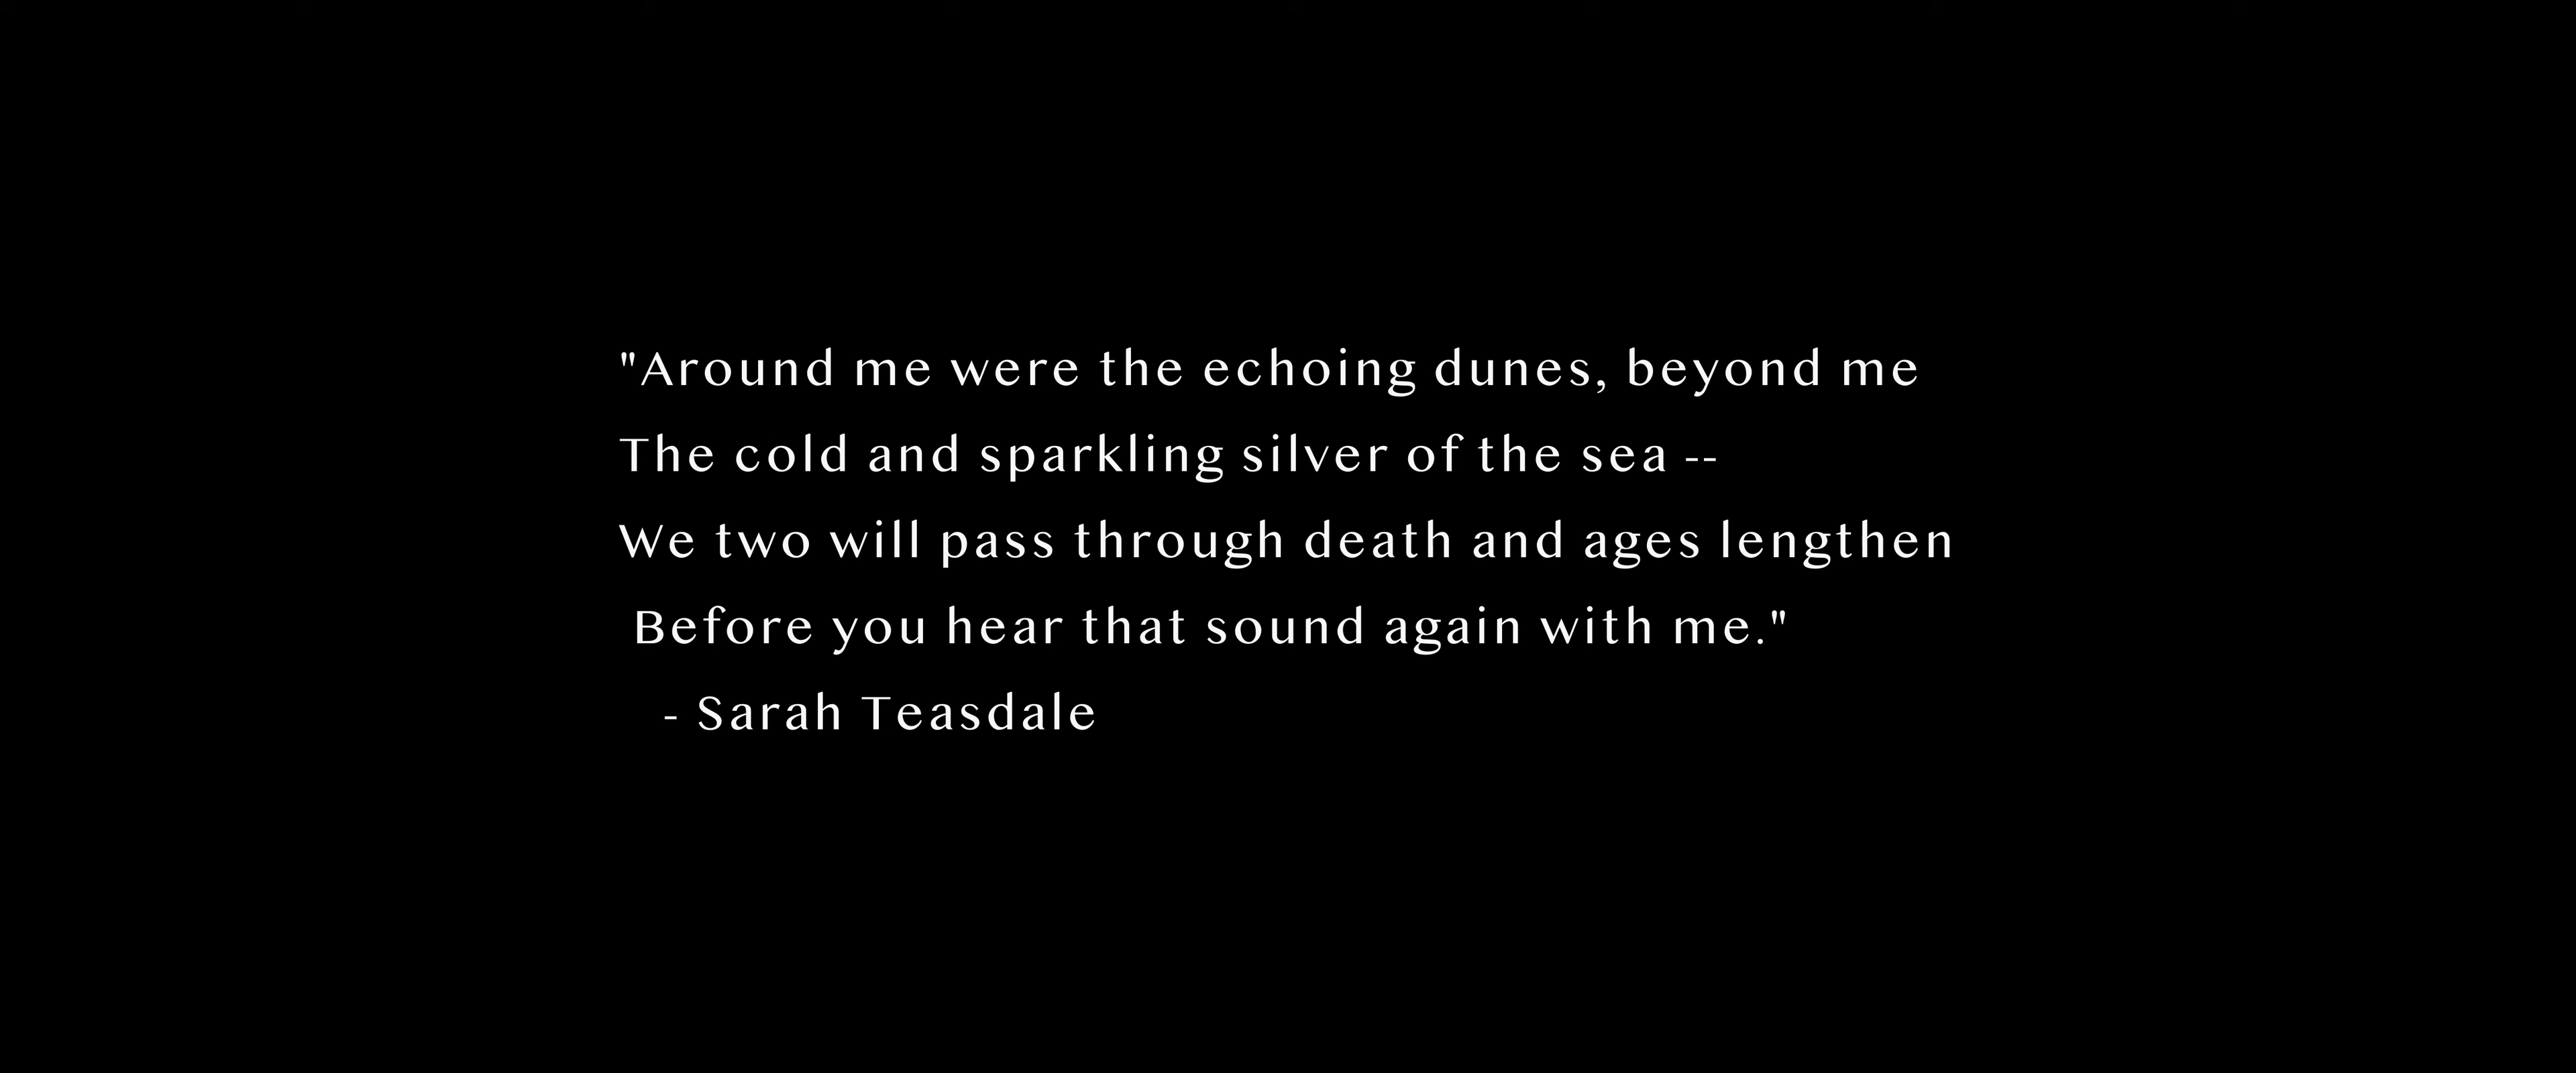 "Around me were the echoing dunes, beyond me
The cold and sparkling silver of the sea --
We two will pass through death and ages lengthen
Before you hear that sound again with me."
- Sarah Teasdale